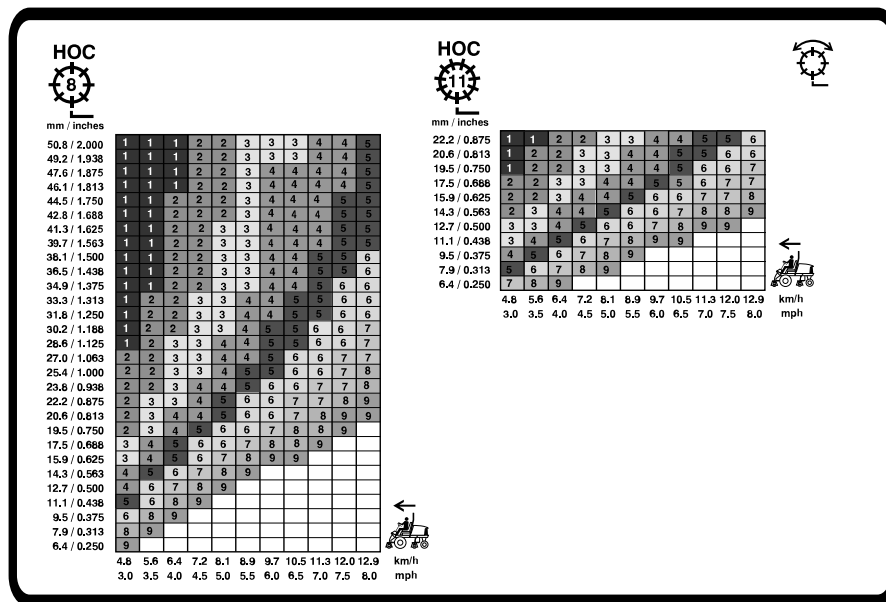 HOC
8
mm / inches
50.8 / 2.000 1 1 1 2 2 3 3 3 4 4 5
49.2 / 1.938 1 1 1 2 2 3 3 3 4 4 5
47.6 / 1.875 1 1 1 2 2 3 4 4 4 4 5
46.1 / 1.813 1 1 1 2 2 3 4 4 4 4 5
44.5 / 1.750 1 1 2 2 2 3 4 4 4 5 5
42.8 / 1.688 1 1 2 2 2 3 4 4 4 5 5
41.3 / 1.625 1 1 2 2 3 3 4 4 4 5 5
39.7 / 1.563 1 1 2 2 3 3 4 4 4 5 5
38.1 / 1.500 1 1 2 2 3 3 4 4 5 5 6
36.5 / 1.438 1 1 2 2 3 3 4 4 5 5 6
34.9 / 1.375 1 1 2 2 3 3 4 4 5 6 6
33.3 / 1.313 1 2 2 3 3 4 4 5 5 6 6
31.8 / 1.250 1 2 2 3 3 4 4 5 5 6 6
30.2 / 1.188 1 2 2 3 3 4 5 5 6 6 7
28.6 / 1.125 1 2 3 3 4 4 5 5 6 6 7
27.0 / 1.063 2 2 3 3 4 4 5 6 6 7 7
25.4 / 1.000 2 2 3 3 4 5 5 6 6 7 8
23.8 / 0.938 2 2 3 4 4 5 6 6 7 7 8
22.2 / 0.875 2 3 3 4 5 6 6 7 7 8 9
20.6 / 0.813 2 3 4 4 5 6 6 7 8 9 9
19.5 / 0.750 2 3 4 5 6 6 7 8 8 9
17.5 / 0.688 3 4 5 6 6 7 8 8 9
15.9 / 0.625 3 4 5 6 7 8 9 9
14.3 / 0.563 4 5 6 7 8 9
12.7 / 0.500 4 6 7 8 9
11.1 / 0.438 5 6 8 9
9.5 / 0.375 6 8 9
7.9 / 0.313 8 9
6.4 / 0.250 9
4.8 5.6 6.4 7.2 8.1 8.9 9.7 10.5 11.3 12.0 12.9 km/h
3.0 3.5 4.0 4.5 5.0 5.5 6.0 6.5 7.0 7.5 8.0 mph
HOC
11
mm / inches
22.2 / 0.875 1 1 2 2 3 3 4 4 5 5 6
20.6 / 0.813 1 2 2 3 3 4 4 5 5 6 6
19.5 / 0.750 1 2 2 3 3 4 4 5 6 6 7
17.5 / 0.688 2 2 3 3 4 4 5 5 6 7 7
15.9 / 0.625 2 2 3 4 4 5 6 6 7 7 8
14.3 / 0.563 2 3 4 4 5 6 6 7 8 8 9
12.7 / 0.500 3 3 4 5 6 6 7 8 9 9
11.1 / 0.438 3 4 5 6 7 8 9 9
9.5 / 0.375 4 5 6 7 8 9
7.9 / 0.313 5 6 7 8 9
6.4 / 0.250 7 8 9
4.8 5.6 6.4 7.2 8.1 8.9 9.7 10.5 11.3 12.0 12.9 km/h
3.0 3.5 4.0 4.5 5.0 5.5 6.0 6.5 7.0 7.5 8.0 mph